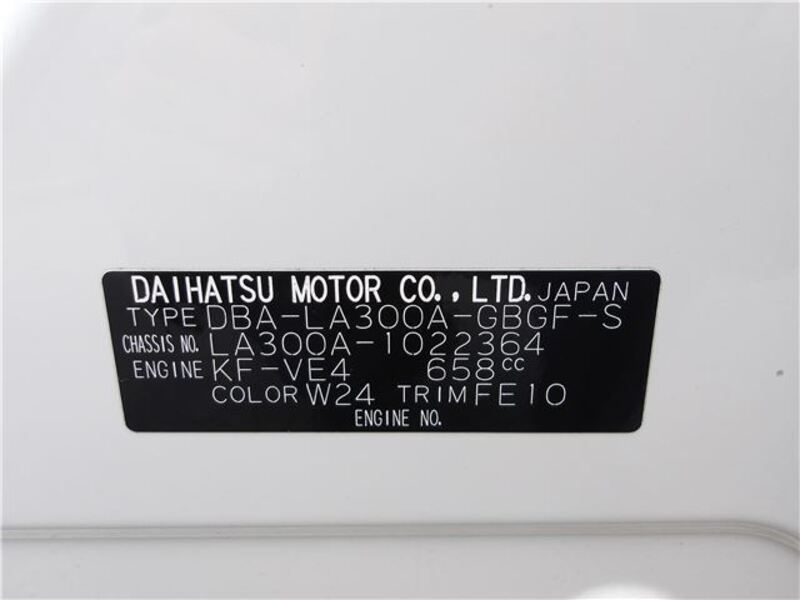 DAIHATSU MOTOR CO., LTD. JAPAN
TYPE DBA-LA300A-GBGF-S
CHASSIS NO. LA300A-1022364
ENGINE KF-VE4 658cc
COLOR W24 TRIM FE10
ENGINE NO.